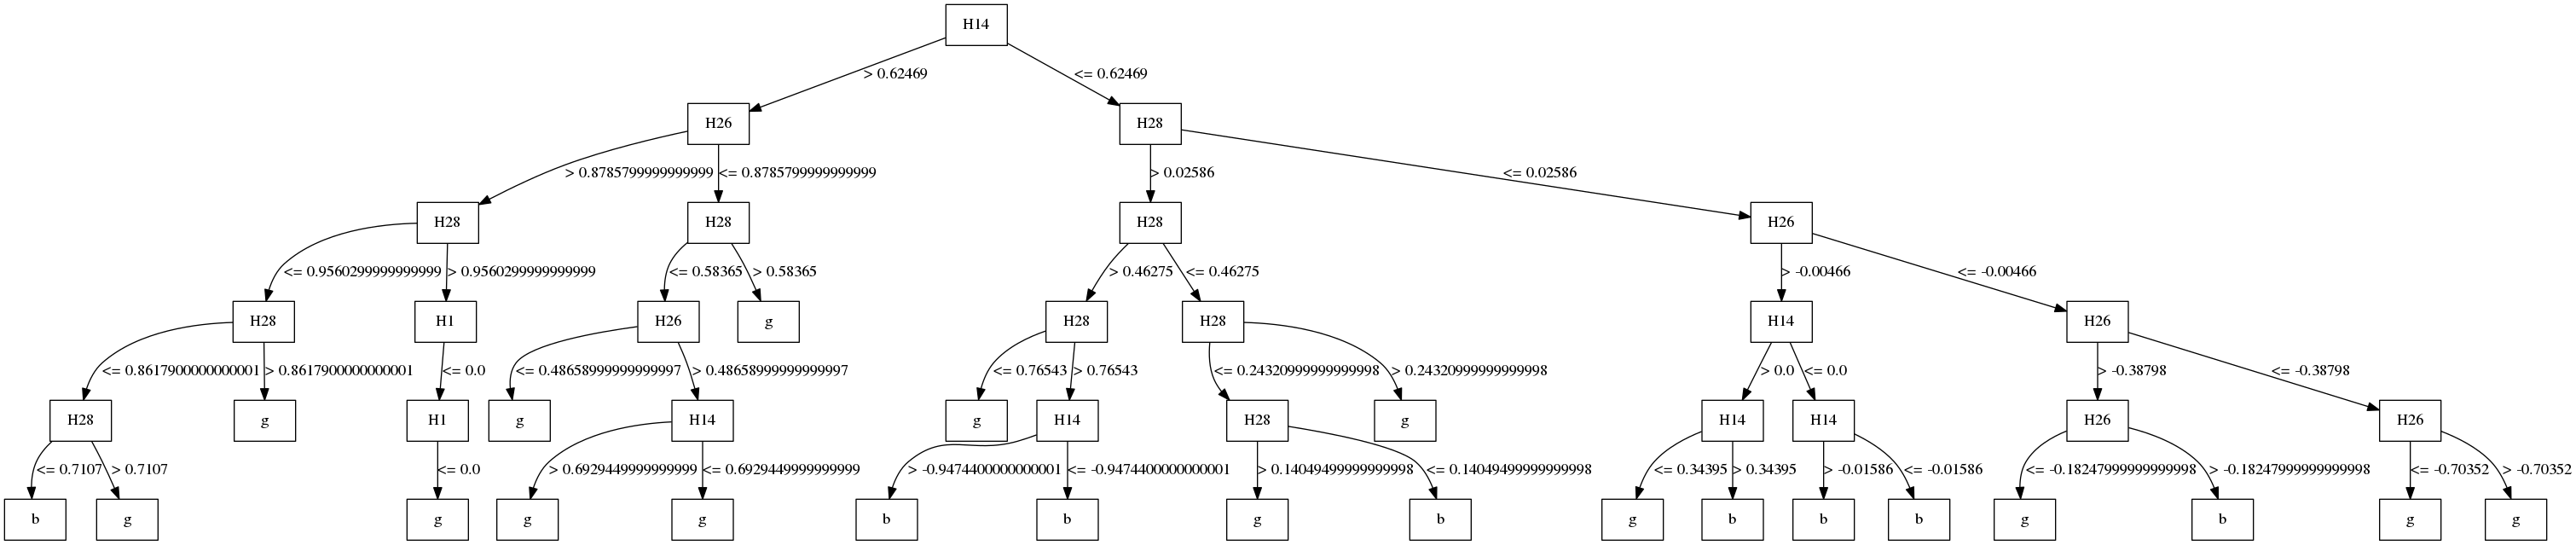 H14
> 0.62469
<= 0.62469
H26
H28
> 0.8785799999999999
<= 0.8785799999999999
> 0.02586
<= 0.02586
H28
H28
H28
H26
<= 0.9560299999999999
> 0.9560299999999999
<= 0.58365
> 0.58365
> 0.46275
<= 0.46275
> -0.00466
<= -0.00466
H28
H1
H26
g
H28
H28
H14
H26
<= 0.8617900000000001
> 0.8617900000000001
<= 0.0
<= 0.48658999999999997
> 0.48658999999999997
<= 0.76543
> 0.76543
<= 0.24320999999999998
> 0.24320999999999998
> 0.0
<= 0.0
> -0.38798
<= -0.38798
H28
g
H1
g
H14
g
H14
H28
g
H14
H14
H26
H26
<= 0.7107
> 0.7107
<= 0.0
> 0.6929449999999999
<= 0.6929449999999999
> -0.9474400000000001
<= -0.9474400000000001
> 0.14049499999999998
<= 0.14049499999999998
<= 0.34395
> 0.34395
> -0.01586
<= -0.01586
<= -0.18247999999999998
> -0.18247999999999998
<= -0.70352
> -0.70352
b
g
g
g
g
b
b
g
b
g
b
b
b
g
b
g
g